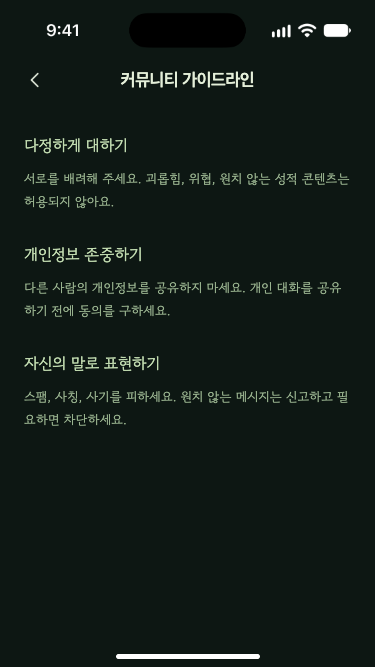 9:41
커뮤니티 가이드라인
다정하게 대하기
서로를 배려해 주세요. 괴롭힘, 위협, 원치 않는 성적 콘텐츠는
허용되지 않아요.
개인정보 존중하기
다른 사람의 개인정보를 공유하지 마세요. 개인 대화를 공유
하기 전에 동의를 구하세요.
자신의 말로 표현하기
스팸, 사칭, 사기를 피하세요. 원치 않는 메시지는 신고하고 필
요하면 차단하세요.